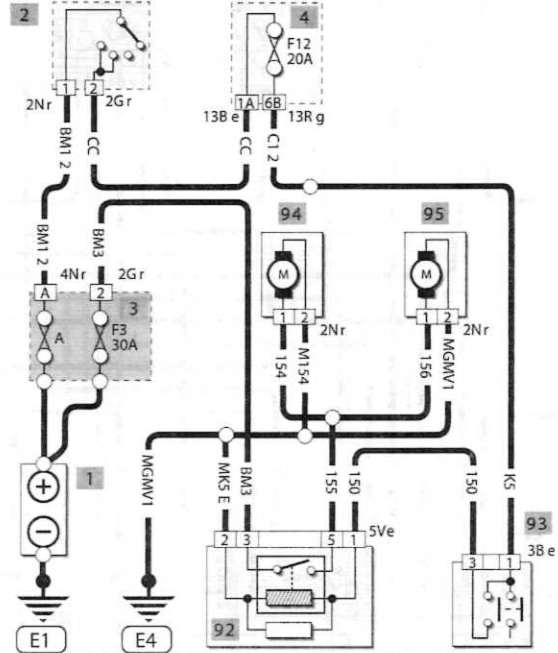 2
4
F12
20A
1
2
2Nr
2Gr
1A
6B
13Be
13Rg
BM1 2
CC
CC
C1 2
BM1 2
BM3
94
95
4Nr
2Gr
A
2
M
M
3
A
F3
30A
1
2
2Nr
1
2
2Nr
154
M154
156
MGMV1
1
+
−
MGMV1
MK5 E
BM3
155
150
150
K5
93
2
3
5
1
5Ve
3Be
3
1
92
E1
E4